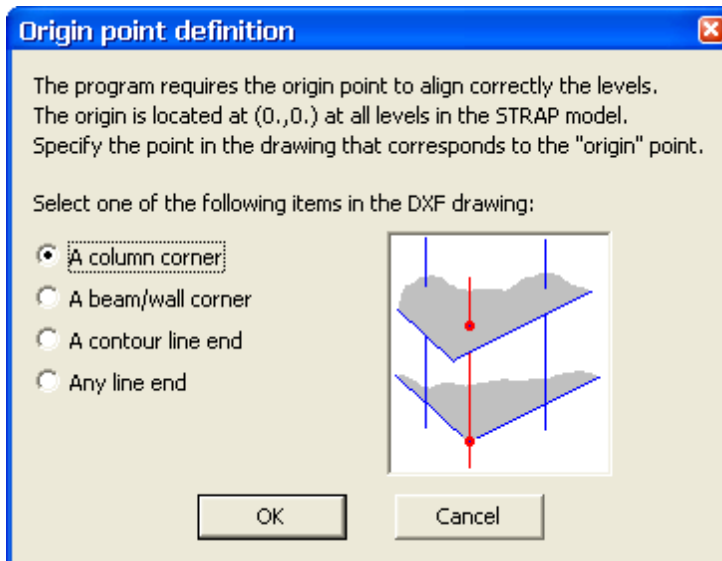 Origin point definition
The program requires the origin point to align correctly the levels.
The origin is located at (0.,0.) at all levels in the STRAP model.
Specify the point in the drawing that corresponds to the "origin" point.
Select one of the following items in the DXF drawing:
A column corner
A beam/wall corner
A contour line end
Any line end
OK
Cancel